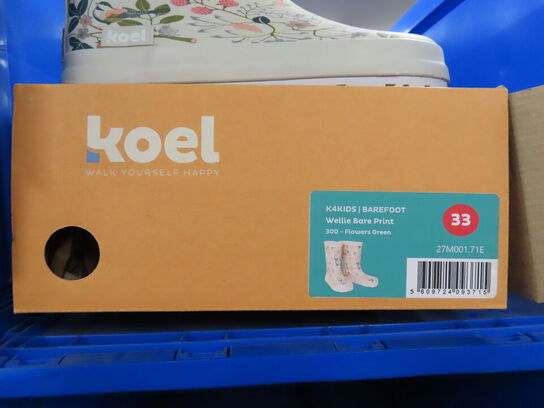 koel
koel
WALK YOURSELF HAPPY
K4KIDS | BAREFOOT
Wellie Bare Print
300 - Flowers Green
33
27M001.71E
5 609724 093715